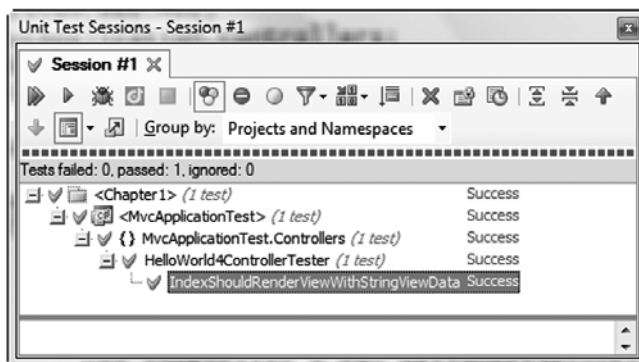 Unit Test Sessions - Session #1
Session #1
Group by: Projects and Namespaces
Tests failed: 0, passed: 1, ignored: 0
<Chapter1> (1 test) Success
<MvcApplicationTest> (1 test) Success
{} MvcApplicationTest.Controllers (1 test) Success
HelloWorld4ControllerTester (1 test) Success
IndexShouldRenderViewWithStringViewData Success